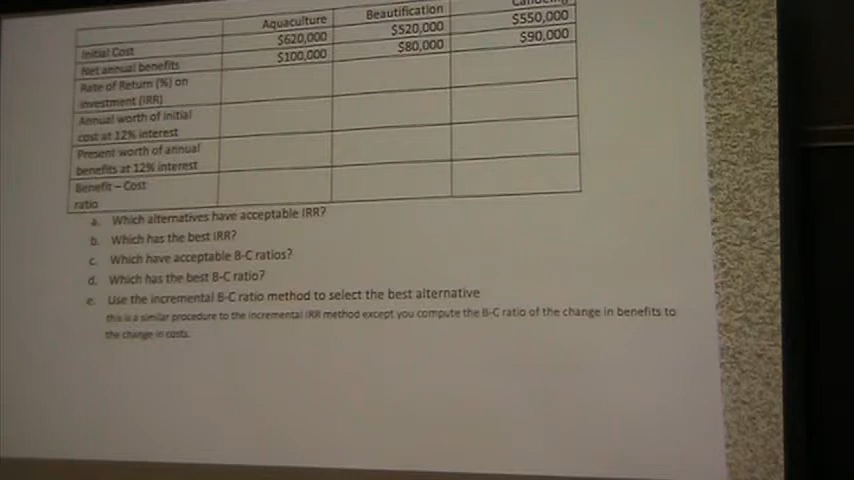 Aquaculture Beautification Canoeing
Initial Cost $620,000 $520,000 $550,000
Net annual benefits $100,000 $80,000 $90,000
Rate of Return (%) on
investment (IRR)
Annual worth of initial
cost at 12% interest
Present worth of annual
benefits at 12% interest
Benefit – Cost
ratio
a. Which alternatives have acceptable IRR?
b. Which has the best IRR?
c. Which have acceptable B-C ratios?
d. Which has the best B-C ratio?
e. Use the incremental B-C ratio method to select the best alternative
this is a similar procedure to the incremental IRR method except you compute the B-C ratio of the change in benefits to
the change in costs.